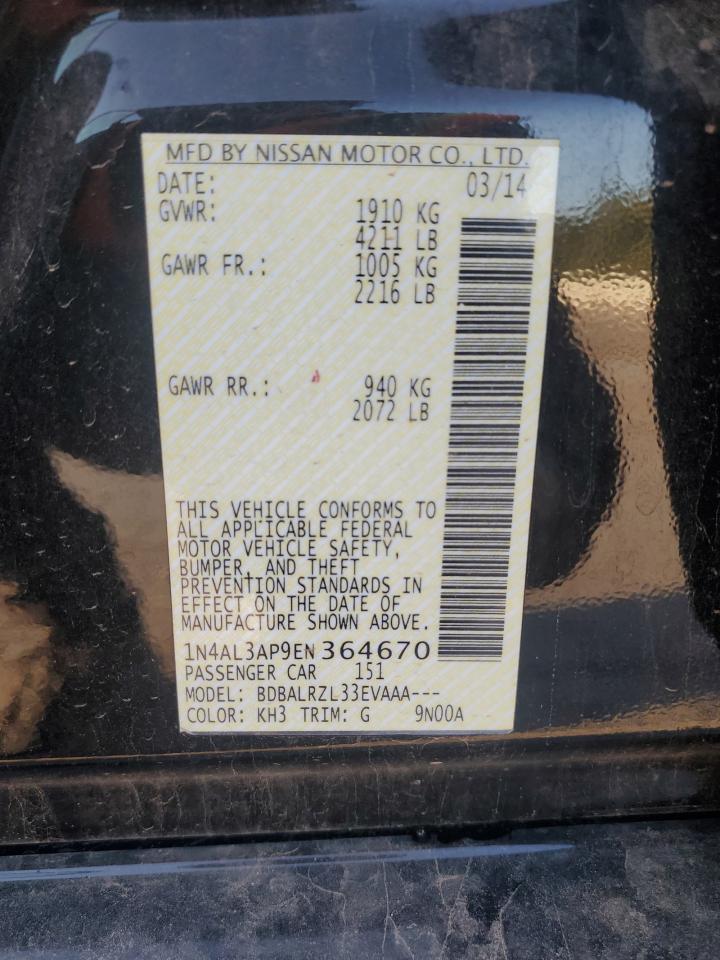 MFD BY NISSAN MOTOR CO., LTD.
DATE: 03/14
GVWR: 1910 KG
4211 LB
GAWR FR.: 1005 KG
2216 LB
GAWR RR.: 940 KG
2072 LB
THIS VEHICLE CONFORMS TO
ALL APPLICABLE FEDERAL
MOTOR VEHICLE SAFETY,
BUMPER, AND THEFT
PREVENTION STANDARDS IN
EFFECT ON THE DATE OF
MANUFACTURE SHOWN ABOVE.
1N4AL3AP9EN364670
PASSENGER CAR 151
MODEL: BDBALRZL33EVAAA---
COLOR: KH3 TRIM: G 9N00A